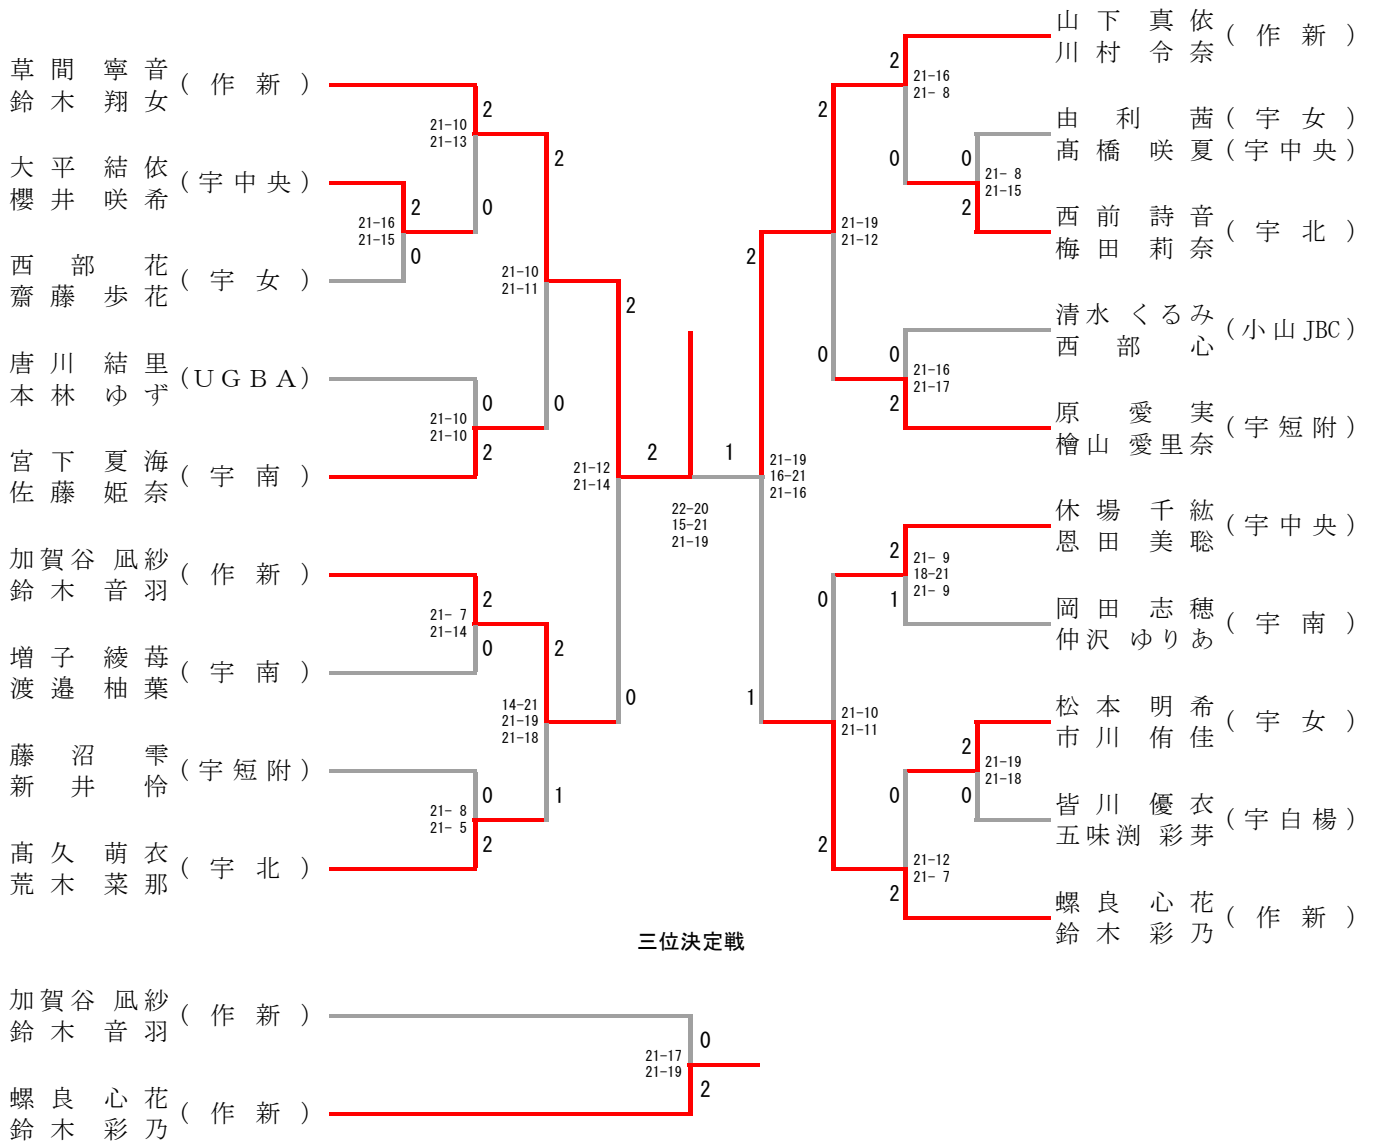 草間 寧音
鈴木 翔女
(作新)
大平 結依
櫻井 咲希
(宇中央)
西部 花
齋藤 歩花
(宇女)
唐川 結里
本林 ゆず
(UGBA)
宮下 夏海
佐藤 姫奈
(宇南)
加賀谷 凪紗
鈴木 音羽
(作新)
増子 綾苺
渡邉 柚葉
(宇南)
藤沼 雫
新井 怜
(宇短附)
髙久 萌衣
荒木 菜那
(宇北)
21-16
21-15
2
0
21-10
21-13
2
0
21-10
21-10
0
2
21- 7
21-14
2
0
21- 8
21- 5
0
2
21-10
21-11
2
0
14-21
21-19
21-18
2
1
21-12
21-14
2
0
2
1
22-20
15-21
21-19
山下 真依
川村 令奈
(作新)
由利 茜(宇女)
髙橋 咲夏(宇中央)
西前 詩音
梅田 莉奈
(宇北)
清水 くるみ
西部 心
(小山JBC)
原 愛実
檜山 愛里奈
(宇短附)
休場 千紘
恩田 美聡
(宇中央)
岡田 志穂
仲沢 ゆりあ
(宇南)
松本 明希
市川 侑佳
(宇女)
皆川 優衣
五味渕 彩芽
(宇白楊)
螺良 心花
鈴木 彩乃
(作新)
2
21-16
21- 8
0
0
21- 8
21-15
2
2
21-19
21-12
0
0
21-16
21-17
2
2
21-19
16-21
21-16
1
2
21- 9
18-21
21- 9
1
0
21-10
21-11
2
2
21-19
21-18
0
0
21-12
21- 7
2
三位決定戦
加賀谷 凪紗
鈴木 音羽
(作新)
螺良 心花
鈴木 彩乃
(作新)
0
21-17
21-19
2